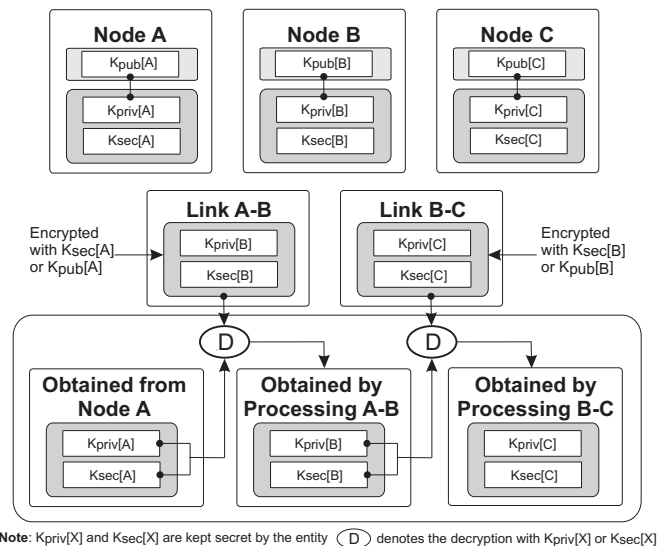 Node A
Node B
Node C
Kpub[A]
Kpub[B]
Kpub[C]
Kpriv[A]
Kpriv[B]
Kpriv[C]
Ksec[A]
Ksec[B]
Ksec[C]
Link A-B
Link B-C
Encrypted
with Ksec[A]
or Kpub[A]
Kpriv[B]
Ksec[B]
Kpriv[C]
Ksec[C]
Encrypted
with Ksec[B]
or Kpub[B]
D
D
Obtained from
Node A
Obtained by
Processing A-B
Obtained by
Processing B-C
Kpriv[A]
Kpriv[B]
Kpriv[C]
Ksec[A]
Ksec[B]
Ksec[C]
Note: Kpriv[X] and Ksec[X] are kept secret by the entity D denotes the decryption with Kpriv[X] or Ksec[X]